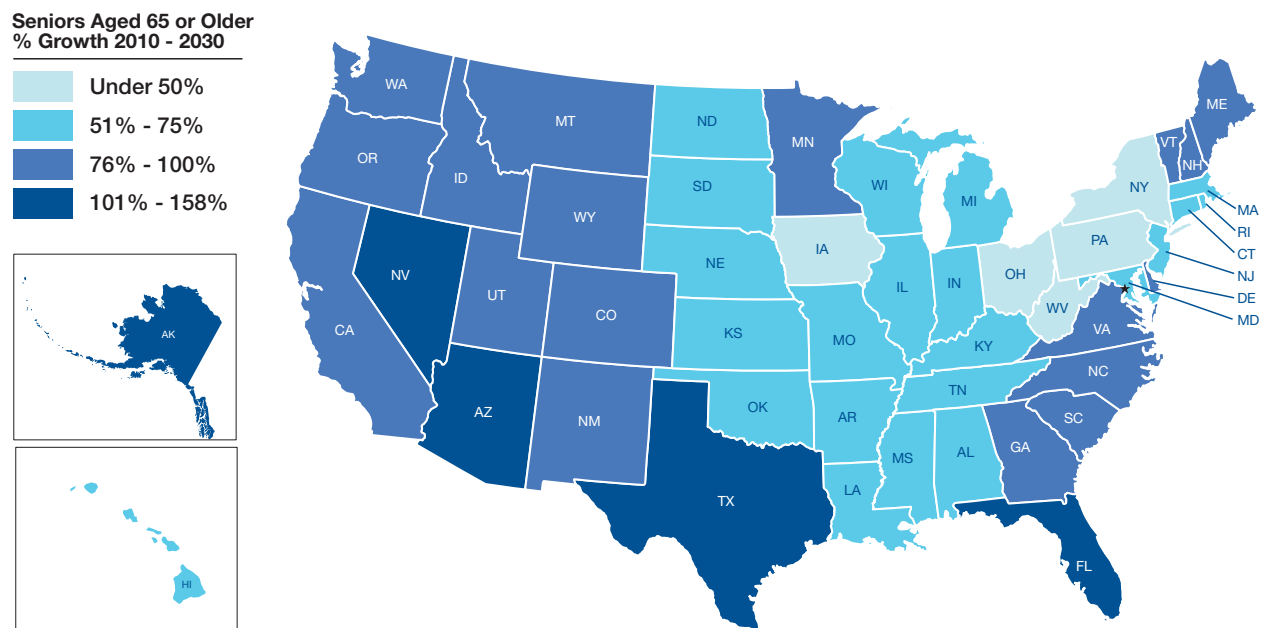 Seniors Aged 65 or Older
% Growth 2010 - 2030
Under 50%
51% - 75%
76% - 100%
101% - 158%
WA
OR
ID
MT
ND
MN
WI
MI
ME
VT
NH
NY
MA
RI
CT
NJ
DE
MD
WY
SD
IA
NE
IL
IN
OH
PA
WV
VA
NV
UT
CO
CA
KS
MO
KY
NC
TN
SC
AZ
NM
OK
AR
MS
AL
GA
LA
TX
FL
AK
HI